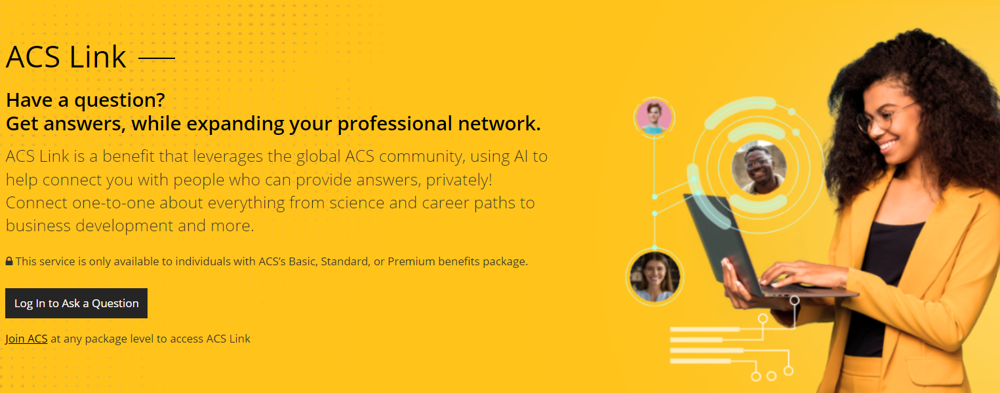 ACS Link
Have a question?
Get answers, while expanding your professional network.
ACS Link is a benefit that leverages the global ACS community, using AI to
help connect you with people who can provide answers, privately!
Connect one-to-one about everything from science and career paths to
business development and more.
This service is only available to individuals with ACS’s Basic, Standard, or Premium benefits package.
Log In to Ask a Question
Join ACS at any package level to access ACS Link